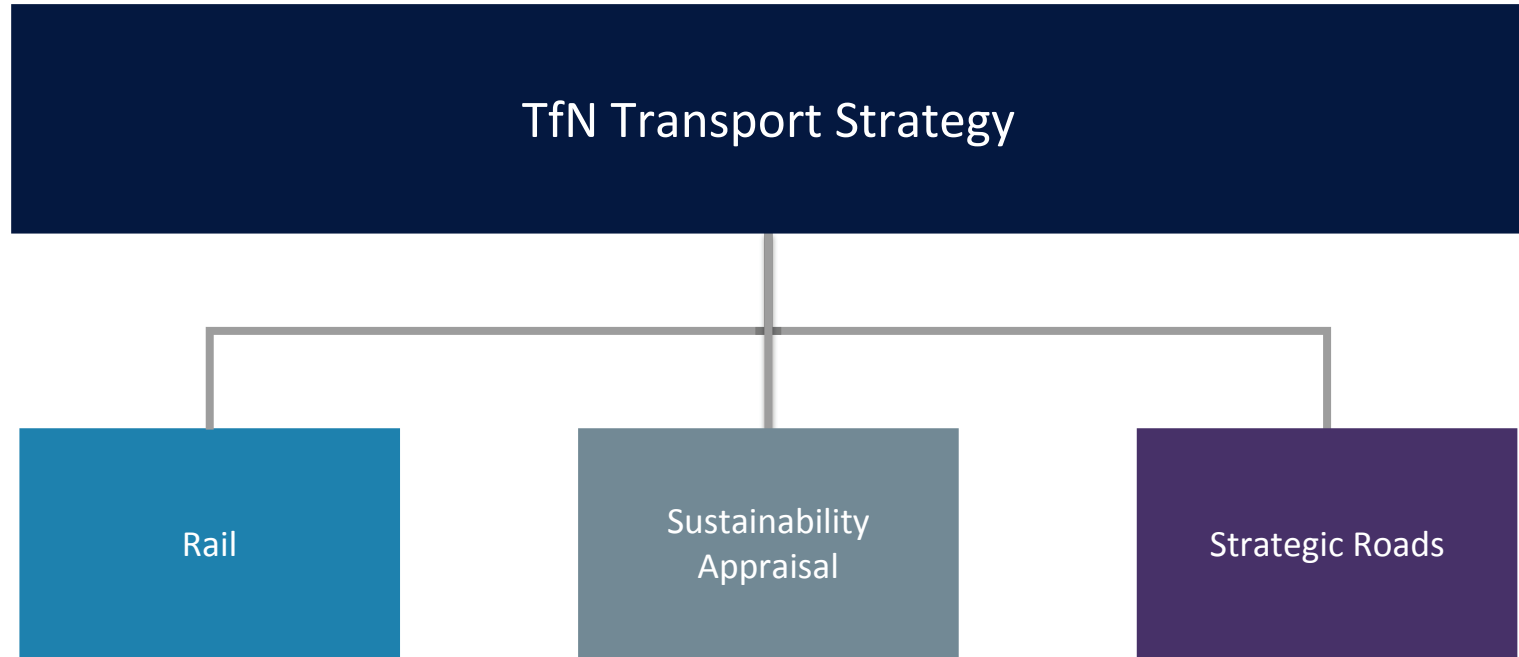 TfN Transport Strategy
Rail
Sustainability
Appraisal
Strategic Roads